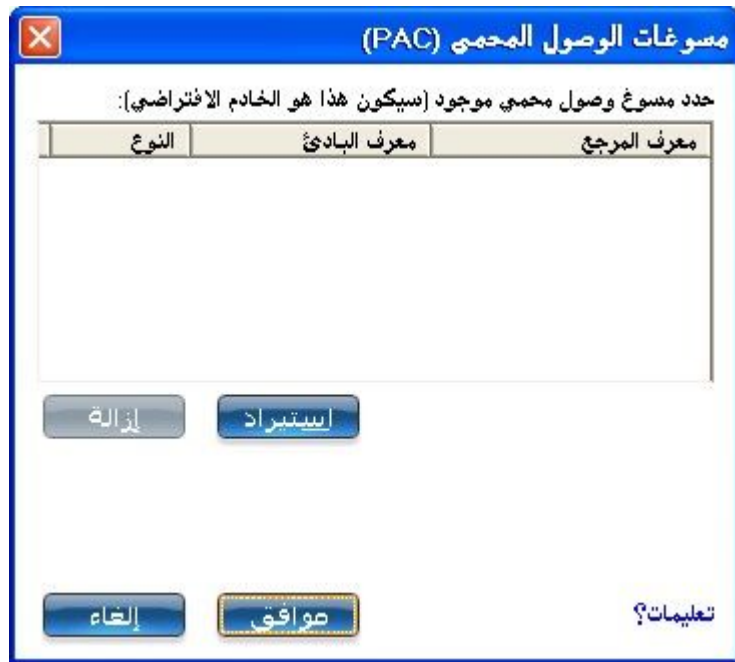 مسوغات الوصول المحمي (PAC)
حدد مسوغ وصول محمي موجود (سيكون هذا هو الخادم الافتراضي):
معرف المرجع معرف البادئ النوع
استيراد إزالة
تعليمات؟ موافق إلغاء